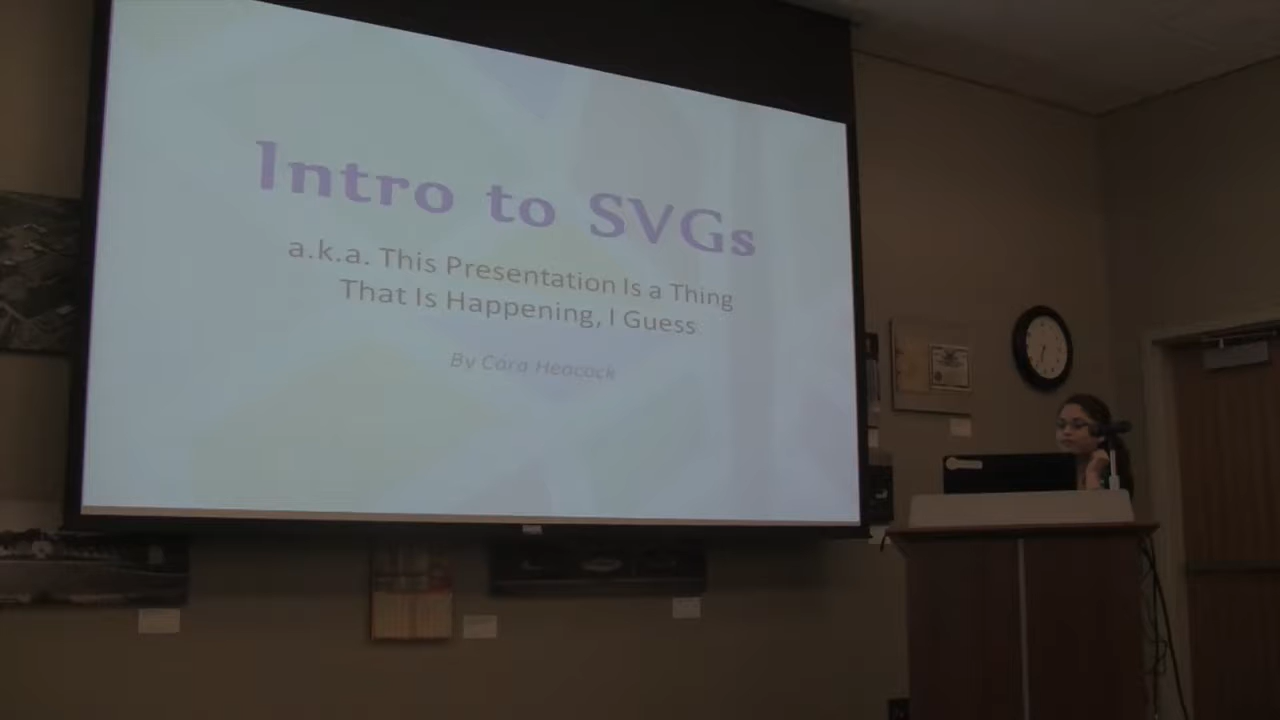 Intro to SVGs
a.k.a. This Presentation Is a Thing
That Is Happening, I Guess
By Cara Heacock